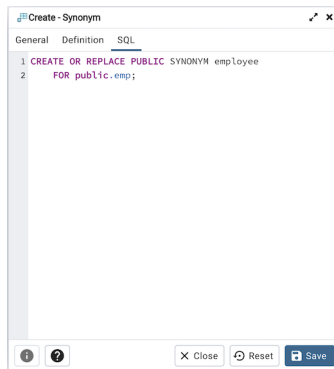 Create - Synonym
General Definition SQL
1 CREATE OR REPLACE PUBLIC SYNONYM employee
2 FOR public.emp;
Close Reset Save